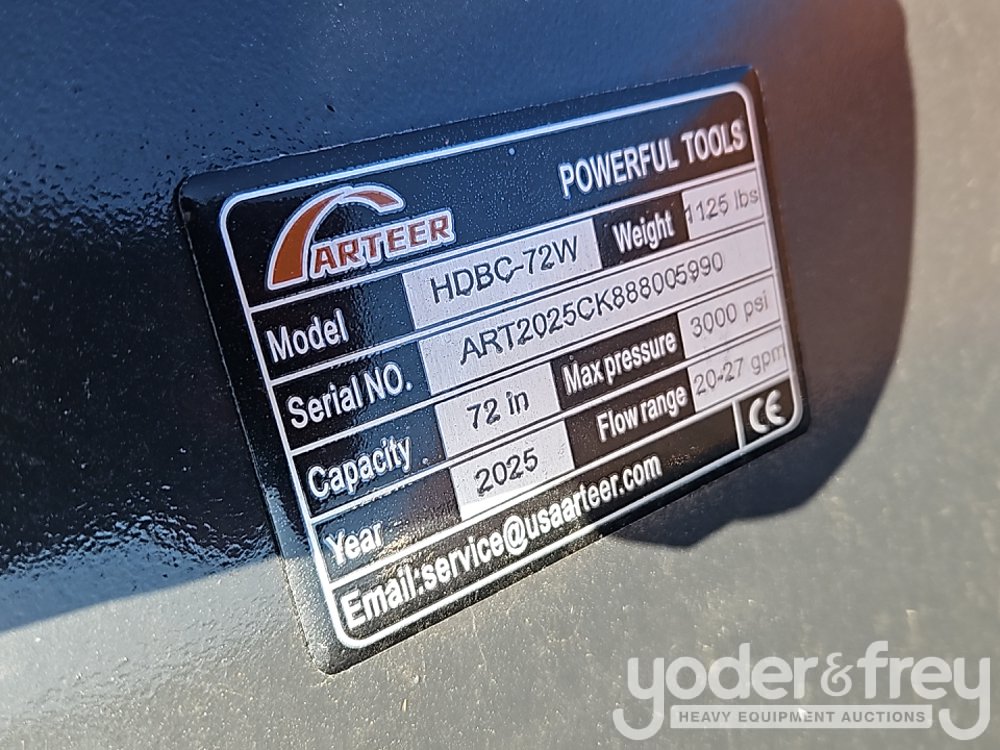 ARTEER POWERFUL TOOLS
Model HDBC-72W Weight 1125 lbs
Serial NO. ART2025CK888005990
Capacity 72 in Max pressure 3000 psi
Year 2025 Flow range 20-27 gpm
Email:service@usaarteer.com CE
yoder&frey
HEAVY EQUIPMENT AUCTIONS